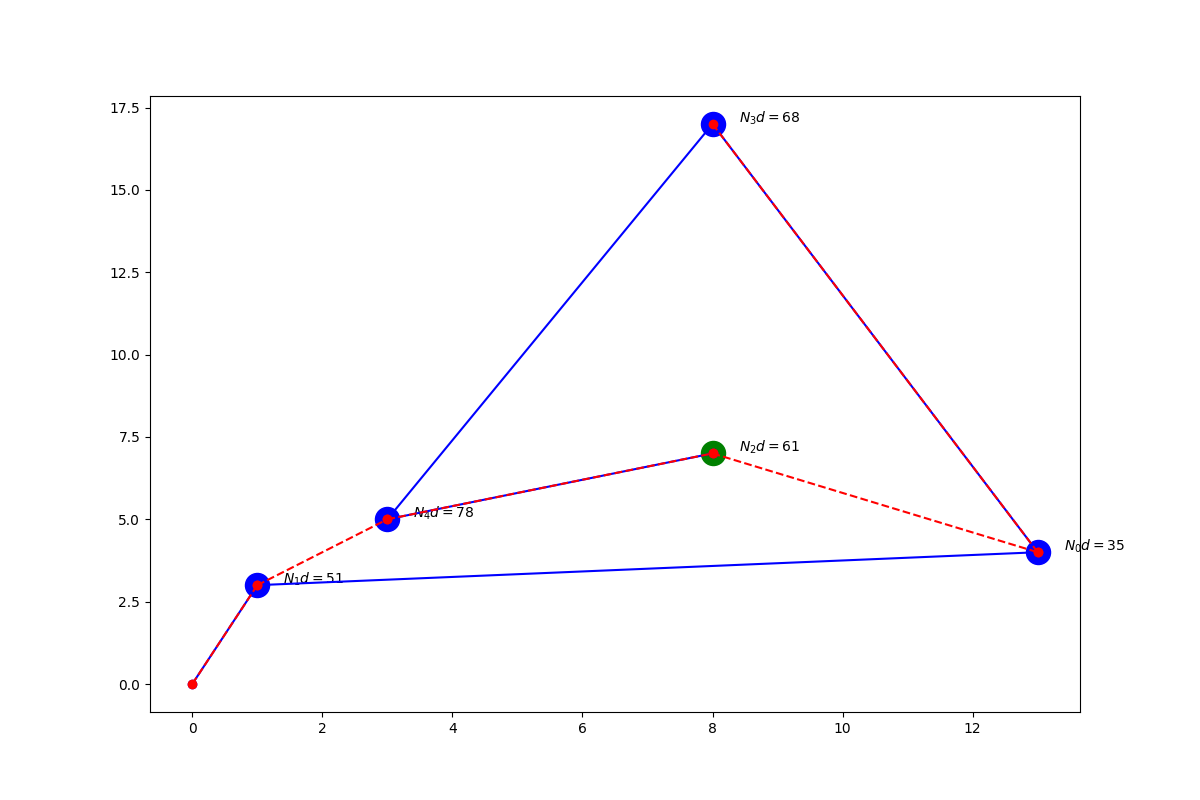 17.5
15.0
12.5
10.0
7.5
5.0
2.5
0.0
N₃d = 68
N₂d = 61
N₄d = 78
N₀d = 35
N₁d = 51
0 2 4 6 8 10 12